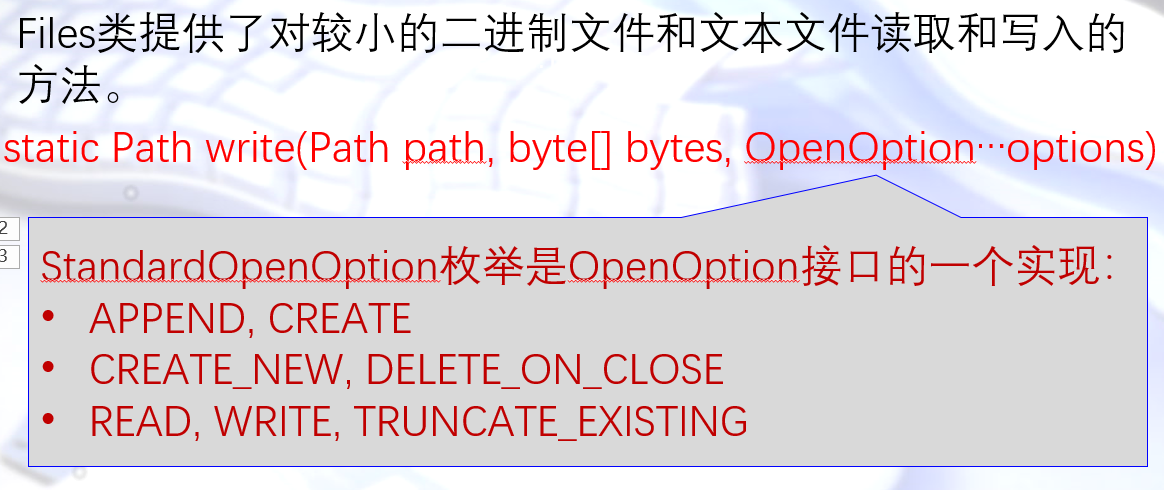 Files类提供了对较小的二进制文件和文本文件读取和写入的
方法。
static Path write(Path path, byte[] bytes, OpenOption…options)
2
3
StandardOpenOption枚举是OpenOption接口的一个实现：
• APPEND, CREATE
• CREATE_NEW, DELETE_ON_CLOSE
• READ, WRITE, TRUNCATE_EXISTING